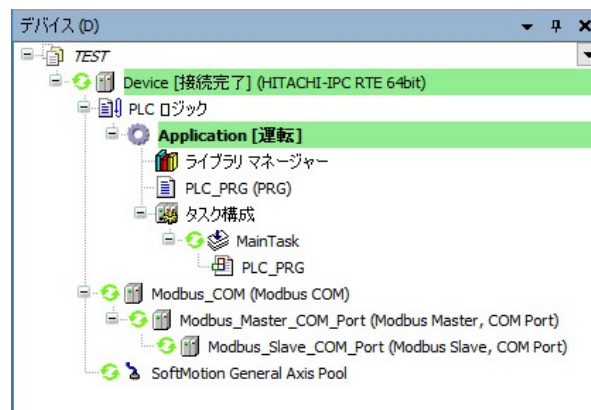 デバイス (D)
TEST
Device [接続完了] (HITACHI-IPC RTE 64bit)
PLC ロジック
Application [運転]
ライブラリ マネージャー
PLC_PRG (PRG)
タスク構成
MainTask
PLC_PRG
Modbus_COM (Modbus COM)
Modbus_Master_COM_Port (Modbus Master, COM Port)
Modbus_Slave_COM_Port (Modbus Slave, COM Port)
SoftMotion General Axis Pool